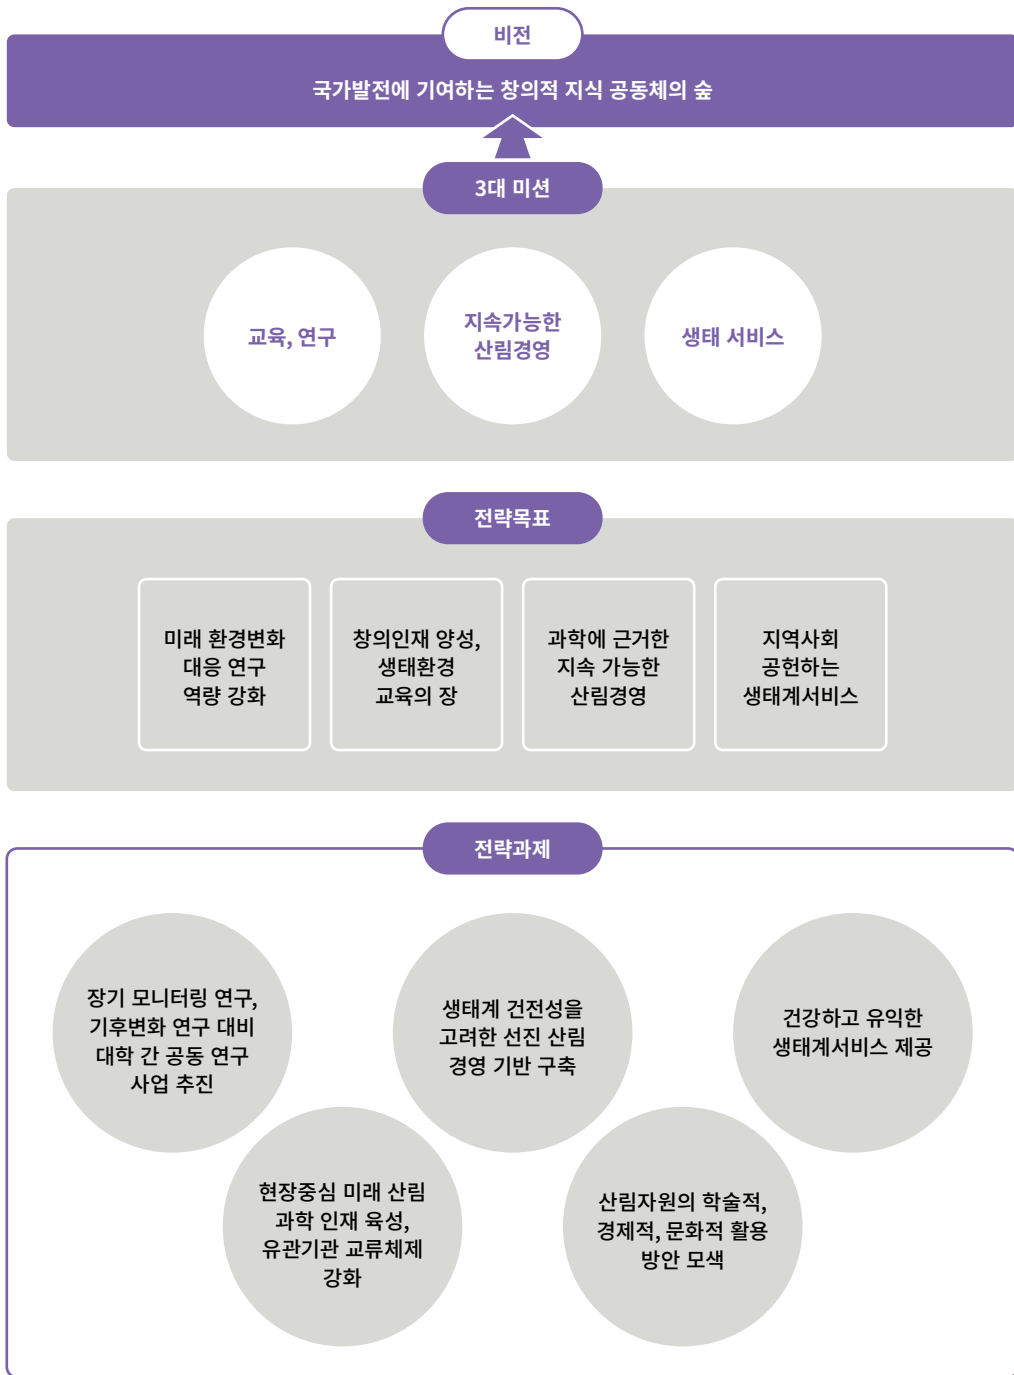 비전
국가발전에 기여하는 창의적 지식 공동체의 숲
3대 미션
교육, 연구
지속가능한
산림경영
생태 서비스
전략목표
미래 환경변화
대응 연구
역량 강화
창의인재 양성,
생태환경
교육의 장
과학에 근거한
지속 가능한
산림경영
지역사회
공헌하는
생태계서비스
전략과제
장기 모니터링 연구,
기후변화 연구 대비
대학 간 공동 연구
사업 추진
생태계 건전성을
고려한 선진 산림
경영 기반 구축
건강하고 유익한
생태계서비스 제공
현장중심 미래 산림
과학 인재 육성,
유관기관 교류체제
강화
산림자원의 학술적,
경제적, 문화적 활용
방안 모색